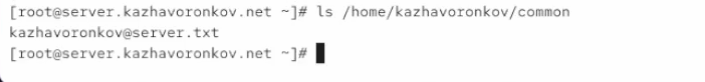 [root@server.kazhavoronkov.net ~]# ls /home/kazhavoronkov/common
kazhavoronkov@server.txt
[root@server.kazhavoronkov.net ~]#